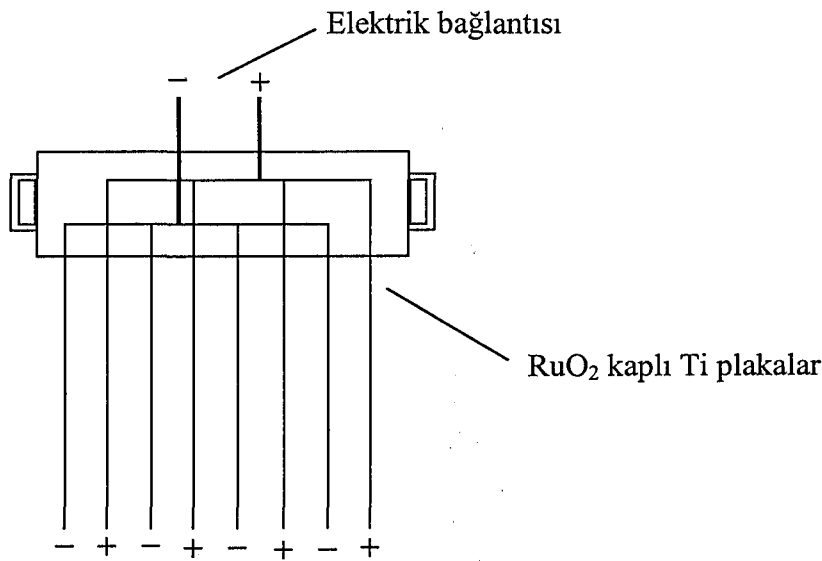 Elektrik bağlantısı
− +
RuO₂ kaplı Ti plakalar
− + − + − + − +